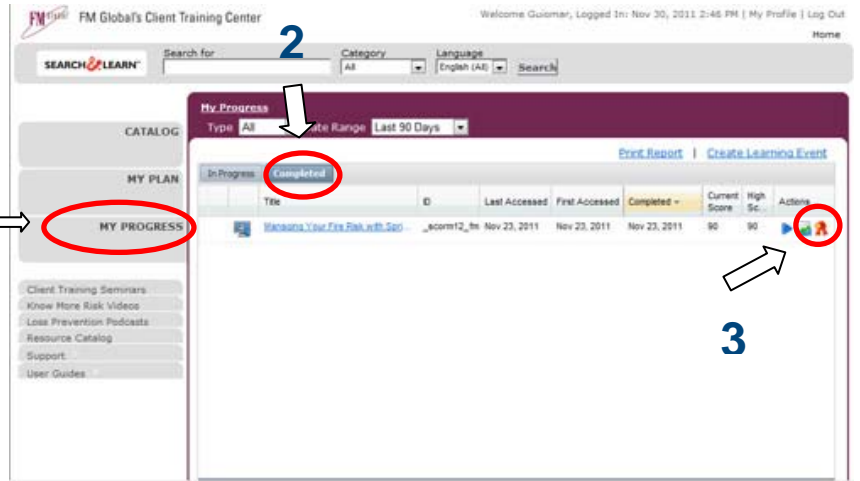 FM Global FM Global's Client Training Center
Welcome Guiomar, Logged In: Nov 30, 2011 2:46 PM | My Profile | Log Out
Home
SEARCH & LEARN
Search for
Category
Language
All
English (All)
Search
2
CATALOG
MY PLAN
MY PROGRESS
Client Training Seminars
Know More Risk Videos
Loss Prevention Podcasts
Resource Catalog
Support
User Guides
My Progress
Type All ate Range Last 90 Days
Print Report | Create Learning Event
In Progress Completed
Title ID Last Accessed First Accessed Completed Current Score High Sc... Actions
Managing Your Fire Risk with Spri... _scorm12_fm Nov 23, 2011 Nov 23, 2011 Nov 23, 2011 90 90
3